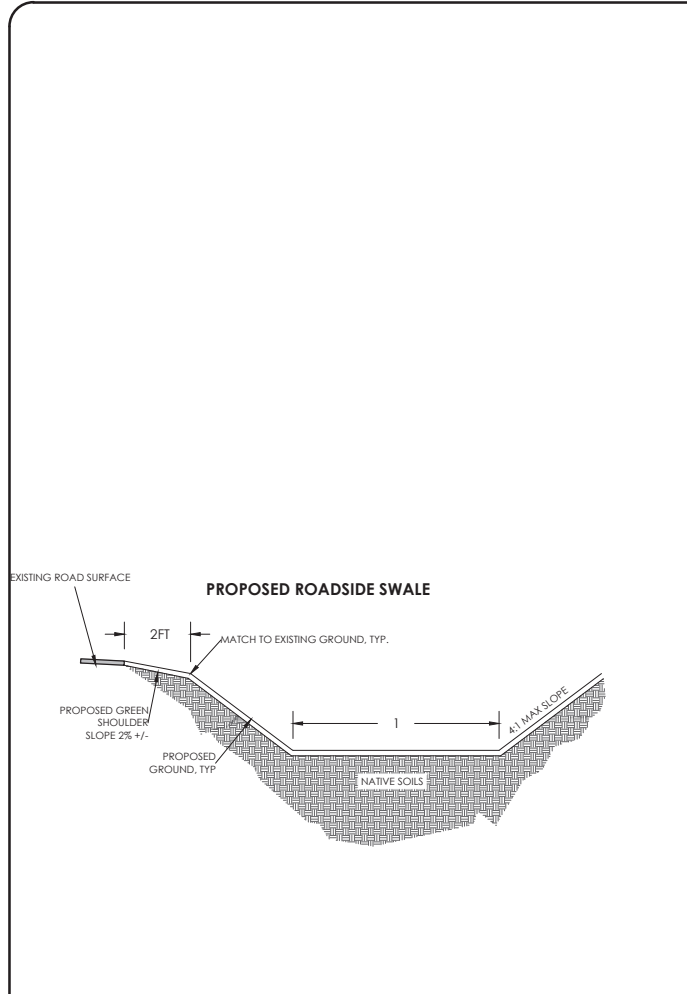 EXISTING ROAD SURFACE
PROPOSED ROADSIDE SWALE
2FT
MATCH TO EXISTING GROUND, TYP.
PROPOSED GREEN
SHOULDER
SLOPE 2% +/-
1
4:1 MAX SLOPE
PROPOSED
GROUND, TYP
NATIVE SOILS